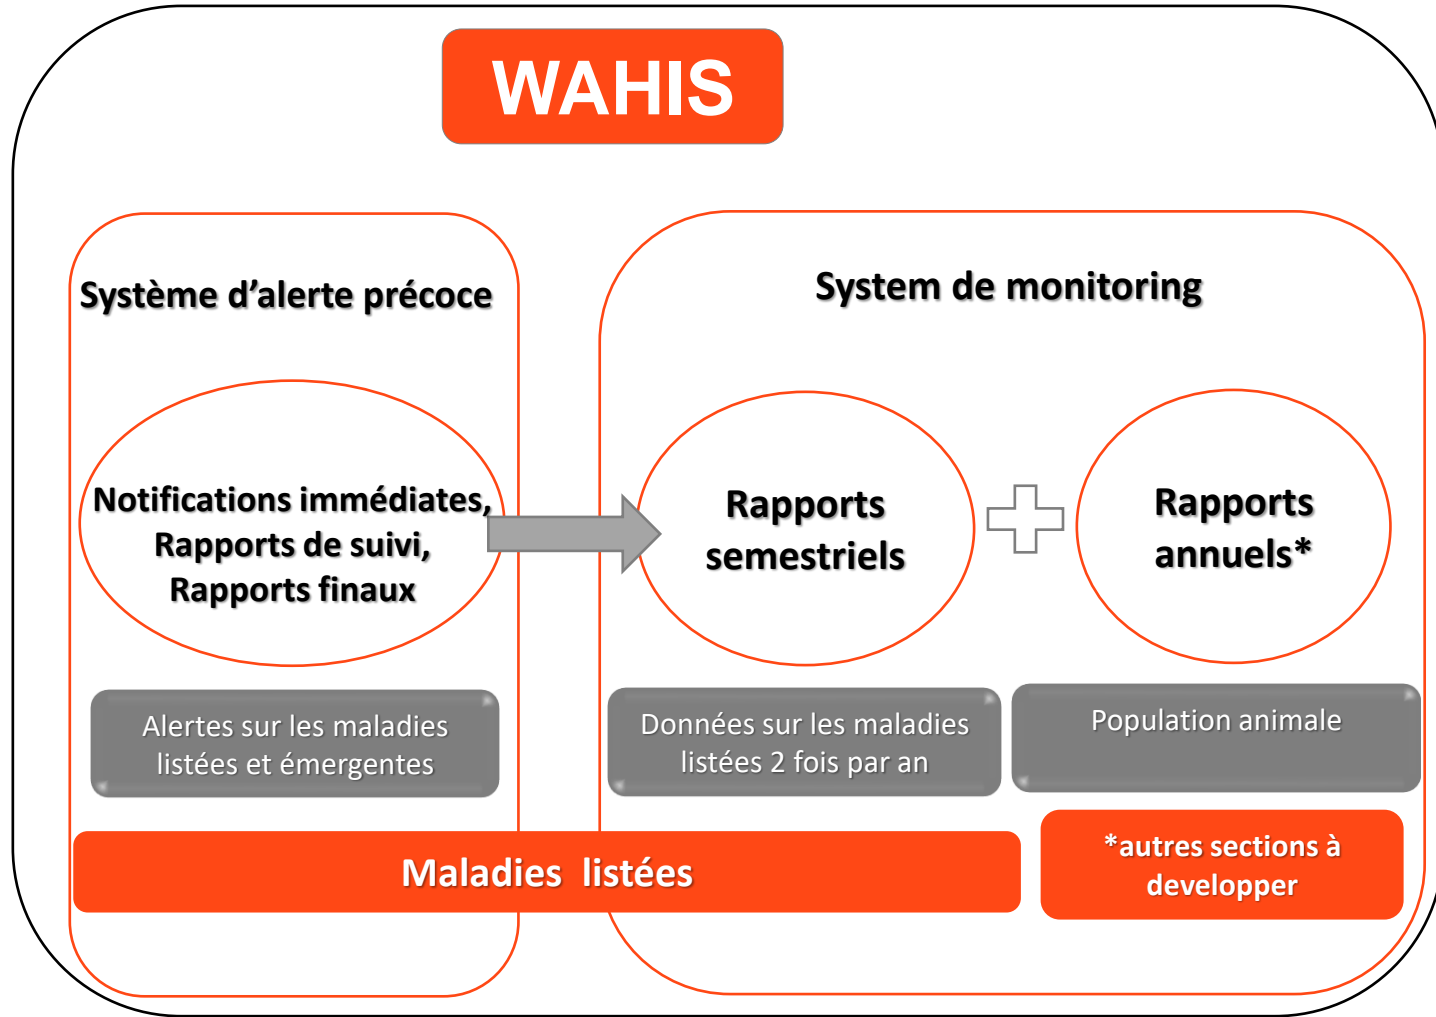 WAHIS
Système d’alerte précoce
Notifications immédiates,
Rapports de suivi,
Rapports finaux
Alertes sur les maladies
listées et émergentes
System de monitoring
Rapports
semestriels
Rapports
annuels*
Données sur les maladies
listées 2 fois par an
Population animale
Maladies listées
*autres sections à
developper